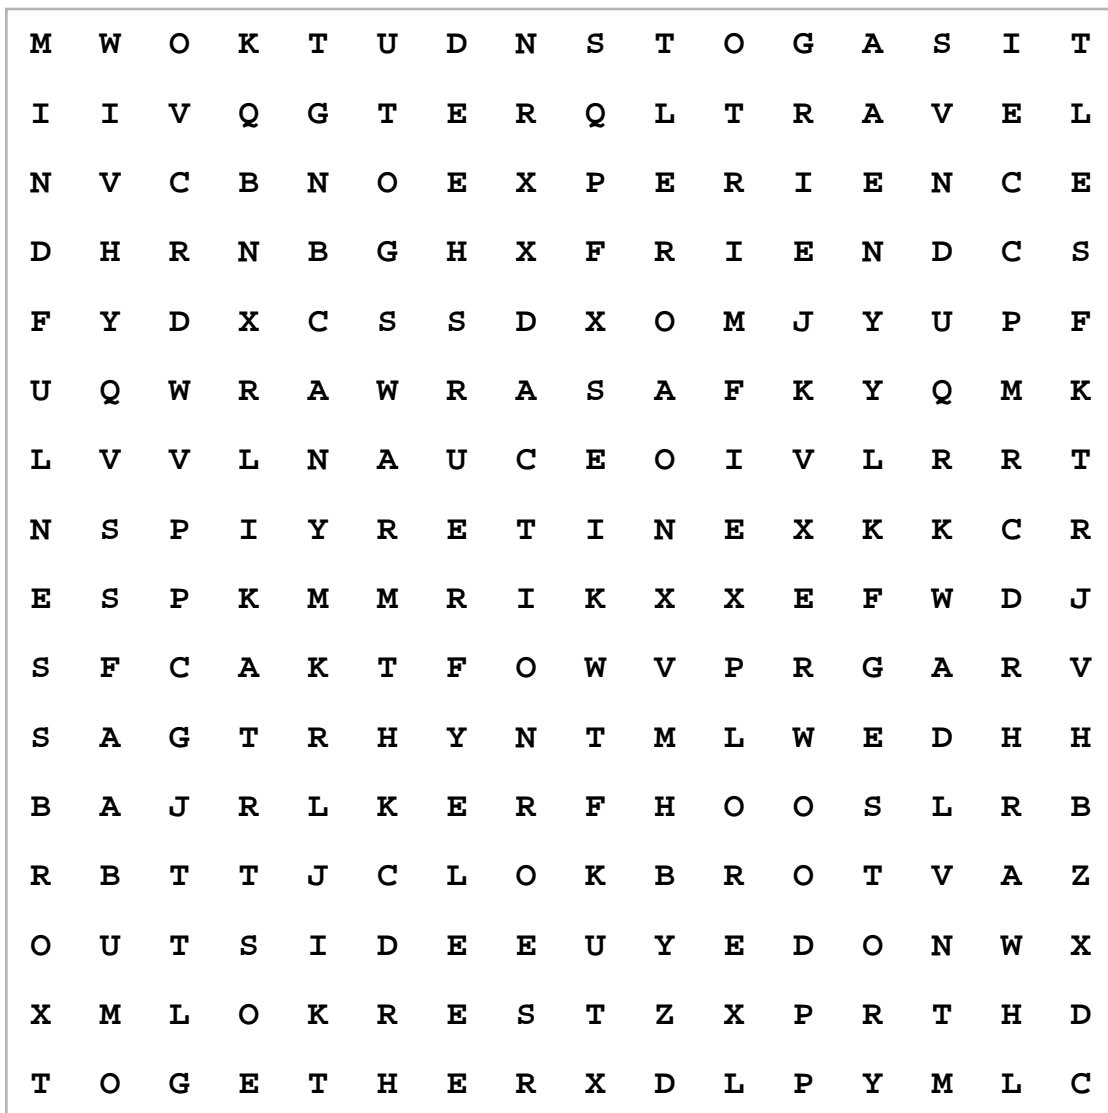 M W O K T U D N S T O G A S I T
I I V Q G T E R Q L T R A V E L
N V C B N O E X P E R I E N C E
D H R N B G H X F R I E N D C S
F Y D X C S S D X O M J Y U P F
U Q W R A W R A S A F K Y Q M K
L V V L N A U C E O I V L R R T
N S P I Y R E T I N E X K K C R
E S P K M M R I K X X E F W D J
S F C A K T F O W V P R G A R V
S A G T R H Y N T M L W E D H H
B A J R L K E R F H O O S L R B
R B T T J C L O K B R O T V A Z
O U T S I D E E U Y E D O N W X
X M L O K R E S T Z X P R T H D
T O G E T H E R X D L P Y M L C